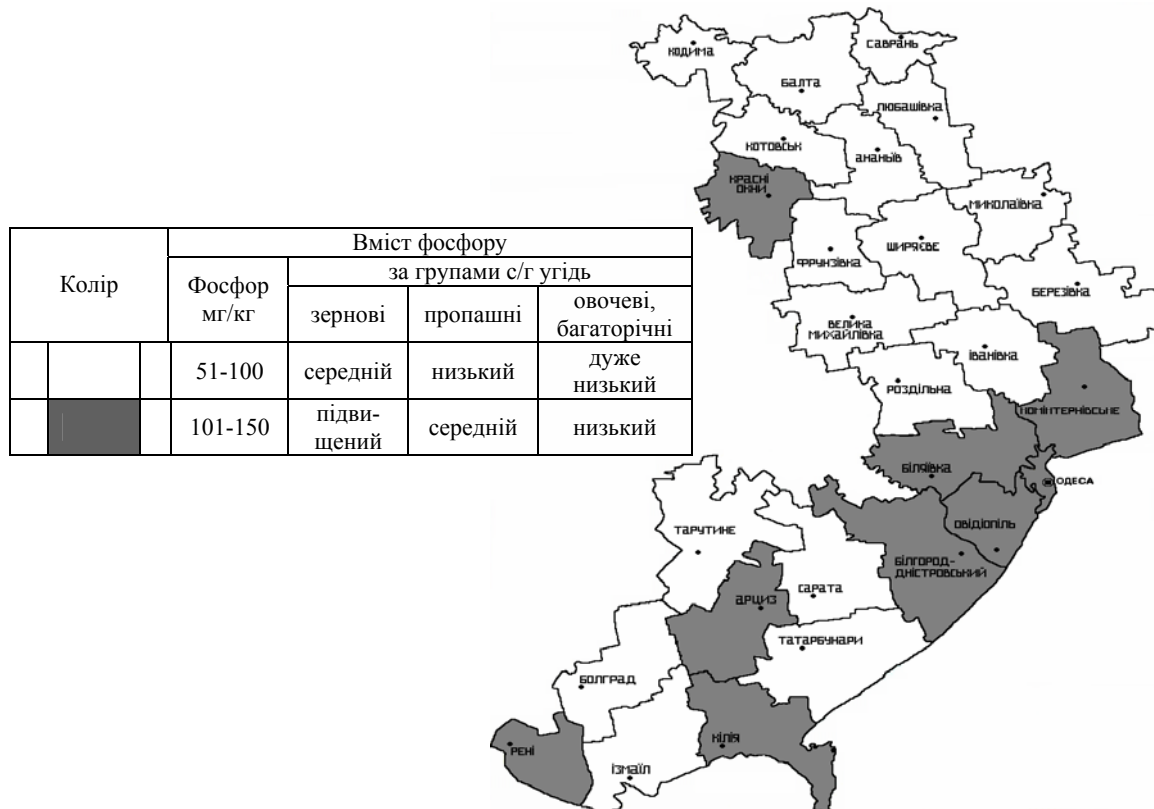 Колір
Вміст фосфору
Фосфор
мг/кг
за групами с/г угідь
зернові
пропашні
овочеві,
багаторічні
51-100
середній
низький
дуже
низький
101-150
підви-
щений
середній
низький
КОДИМА
САВРАНЬ
БАЛТА
ЛЮБАШІВКА
КОТОВСЬК
АНАНЬЇВ
КРАСНІ
ОКНИ
МИКОЛАЇВКА
ШИРЯЄВЕ
ФРУНЗІВКА
БЕРЕЗІВКА
ВЕЛИКА
МИХАЙЛІВКА
ІВАНІВКА
РОЗДІЛЬНА
КОМІНТЕРНІВСЬКЕ
БІЛЯЇВКА
ОДЕСА
ОВІДІОПІЛЬ
ТАРУТИНЕ
БІЛГОРОД-
ДНІСТРОВСЬКИЙ
САРАТА
АРЦИЗ
ТАТАРБУНАРИ
БОЛГРАД
КІЛІЯ
РЕНІ
ІЗМАЇЛ